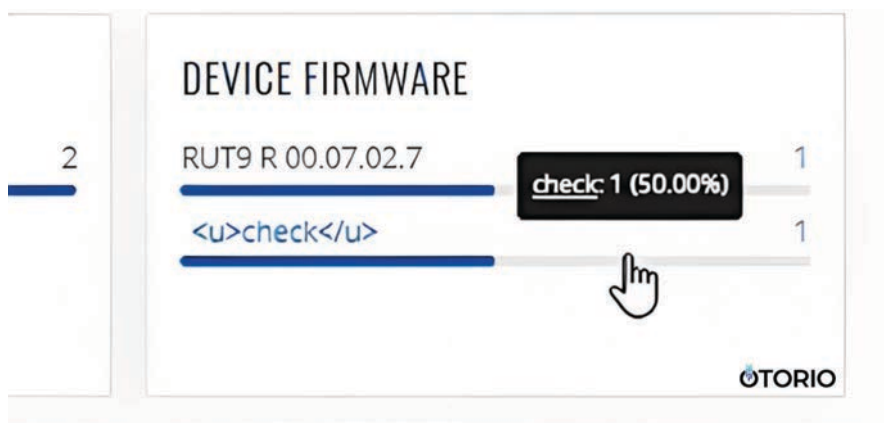 DEVICE FIRMWARE
2
RUT9 R 00.07.02.7 1
check: 1 (50.00%)
<u>check</u> 1
OTORIO